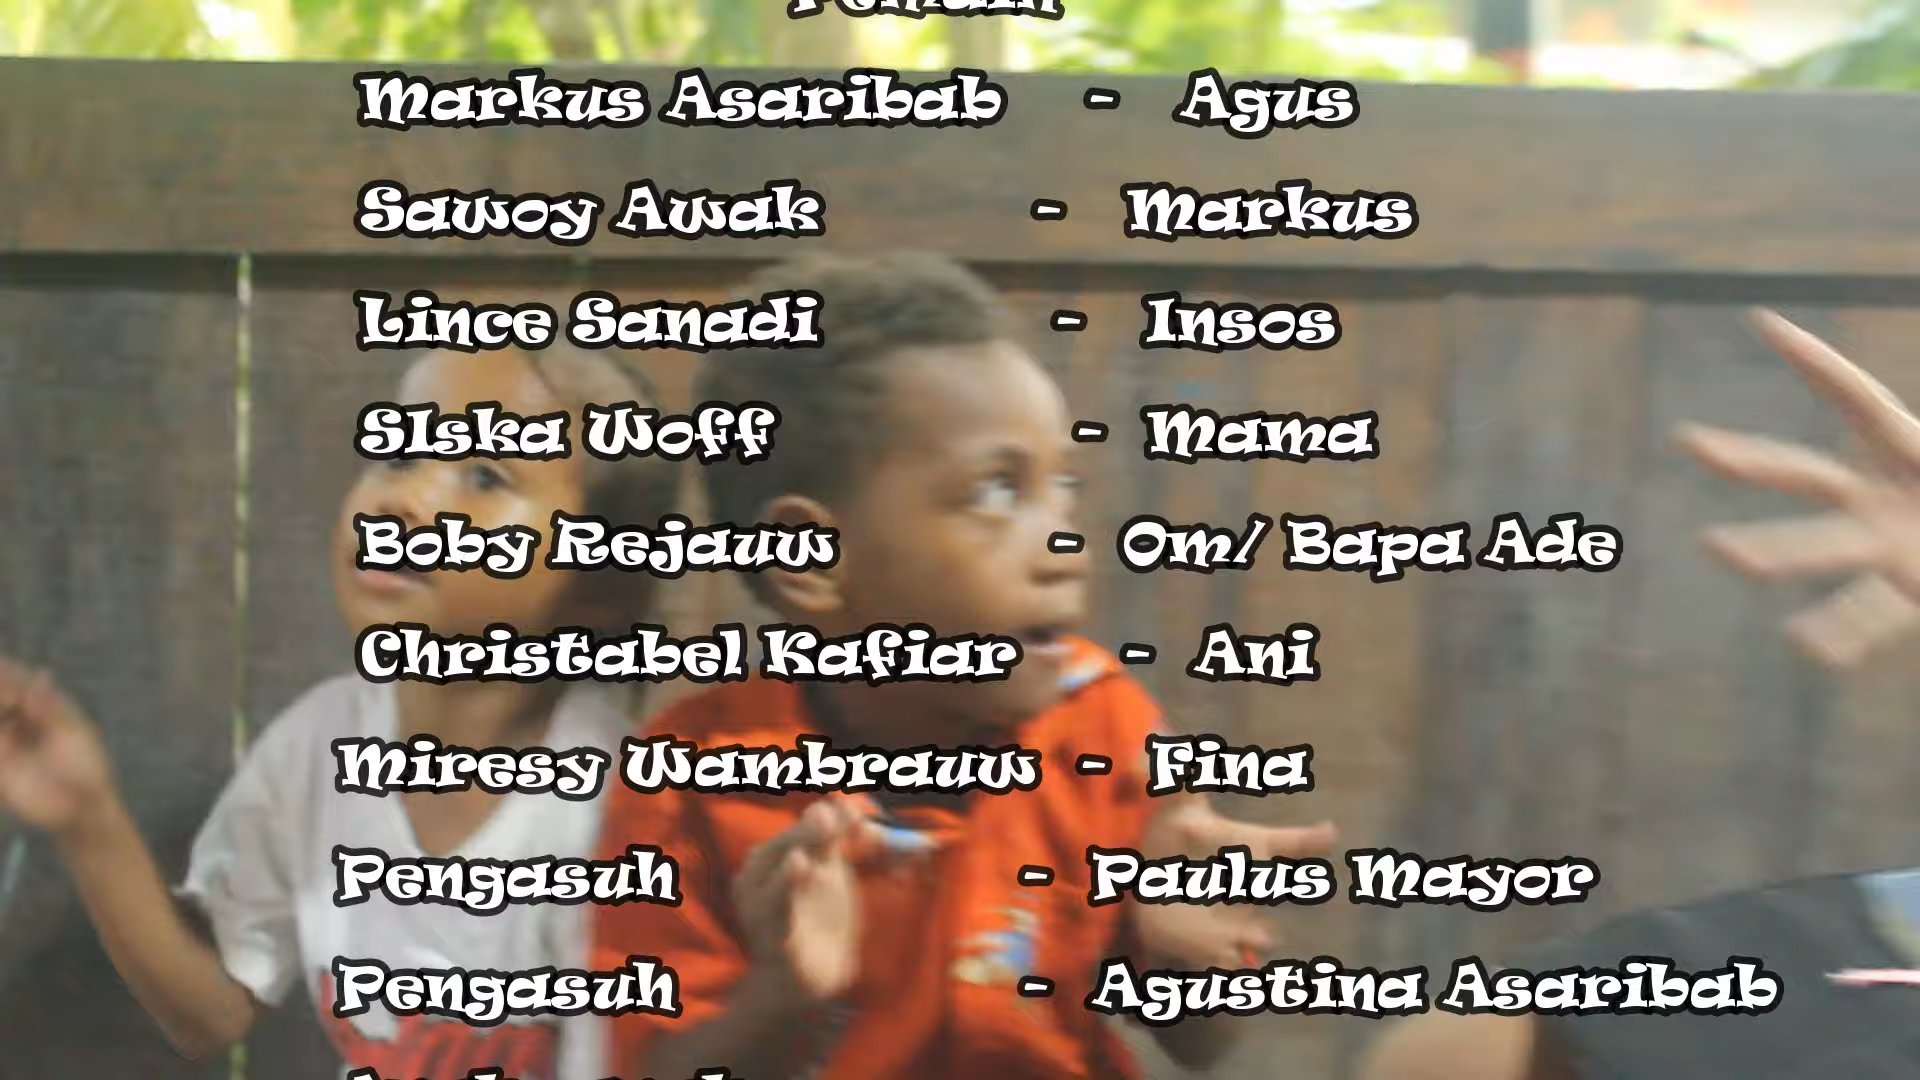 Pemain
Markus Asaribab - Agus
Sawoy Awak - Markus
Lince Sanadi - Insos
SIska Woff - Mama
Boby Rejauw - Om/ Bapa Ade
Christabel Kafiar - Ani
Miresy Wambrauw - Fina
Pengasuh - Paulus Mayor
Pengasuh - Agustina Asaribab